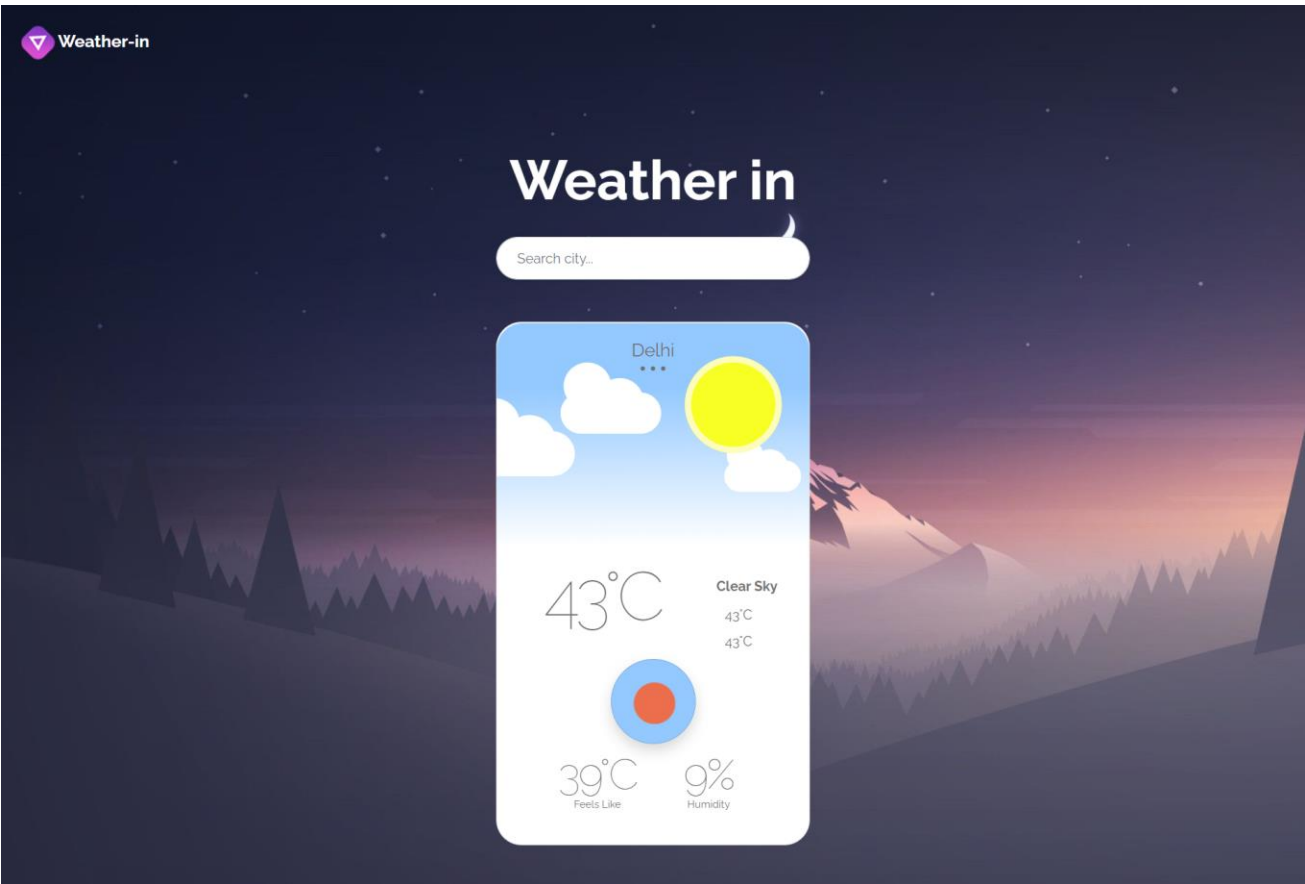 Weather-in
Weather in
Search city...
Delhi
43°C
Clear Sky
43°C
43°C
39°C
Feels Like
9%
Humidity